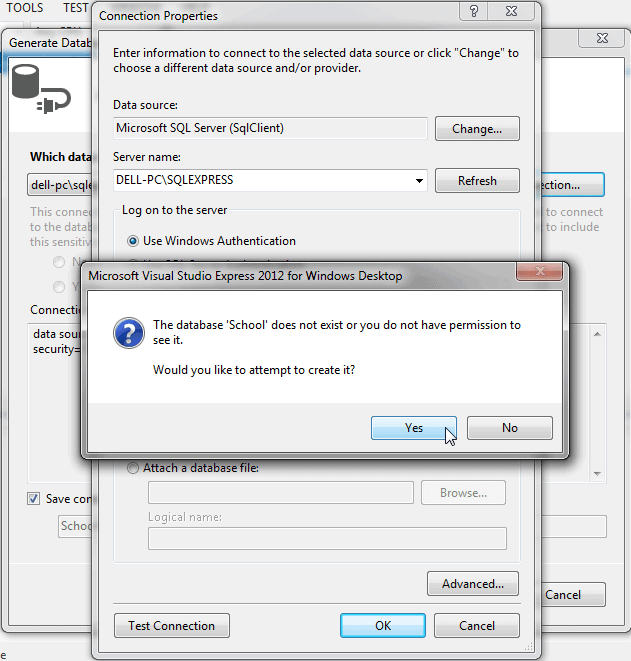 TOOLS TEST
Connection Properties
Generate Datab
Enter information to connect to the selected data source or click "Change" to
choose a different data source and/or provider.
Data source:
Microsoft SQL Server (SqlClient)
Change...
Which data
Server name:
dell-pc\sqle
DELL-PC\SQLEXPRESS
Refresh
ection...
This connec
Log on to the server
to connect
to the datab
to include
this sensitiv
Use Windows Authentication
N
Microsoft Visual Studio Express 2012 for Windows Desktop
Y
Connectio
The database 'School' does not exist or you do not have permission to
see it.
data sour
security=
Would you like to attempt to create it?
Yes
No
Attach a database file:
Browse...
Save con
Logical name:
School
Advanced...
Cancel
Test Connection
OK
Cancel
e